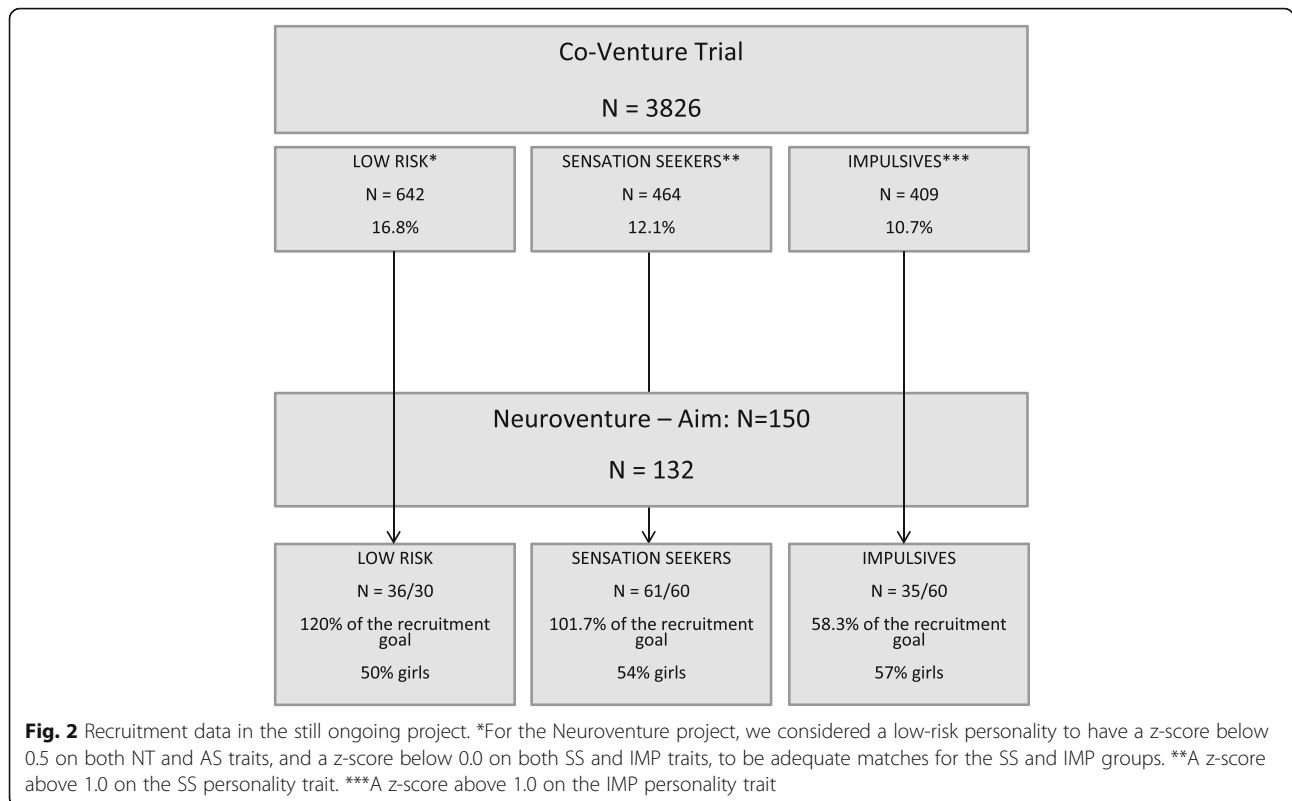 Co-Venture Trial
N = 3826
LOW RISK*
N = 642
16.8%
SENSATION SEEKERS**
N = 464
12.1%
IMPULSIVES***
N = 409
10.7%
Neuroventure – Aim: N=150
N = 132
LOW RISK
N = 36/30
120% of the recruitment
goal
50% girls
SENSATION SEEKERS
N = 61/60
101.7% of the recruitment
goal
54% girls
IMPULSIVES
N = 35/60
58.3% of the recruitment
goal
57% girls
Fig. 2 Recruitment data in the still ongoing project. *For the Neuroventure project, we considered a low-risk personality to have a z-score below
0.5 on both NT and AS traits, and a z-score below 0.0 on both SS and IMP traits, to be adequate matches for the SS and IMP groups. **A z-score
above 1.0 on the SS personality trait. ***A z-score above 1.0 on the IMP personality trait